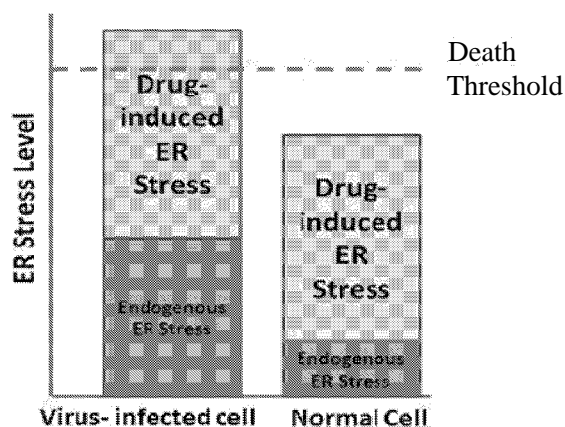 Death
Threshold
Drug-
induced
ER
Stress
Drug-
induced
ER
Stress
ER Stress Level
Endogenous
ER Stress
Endogenous
ER Stress
Virus- infected cell
Normal Cell